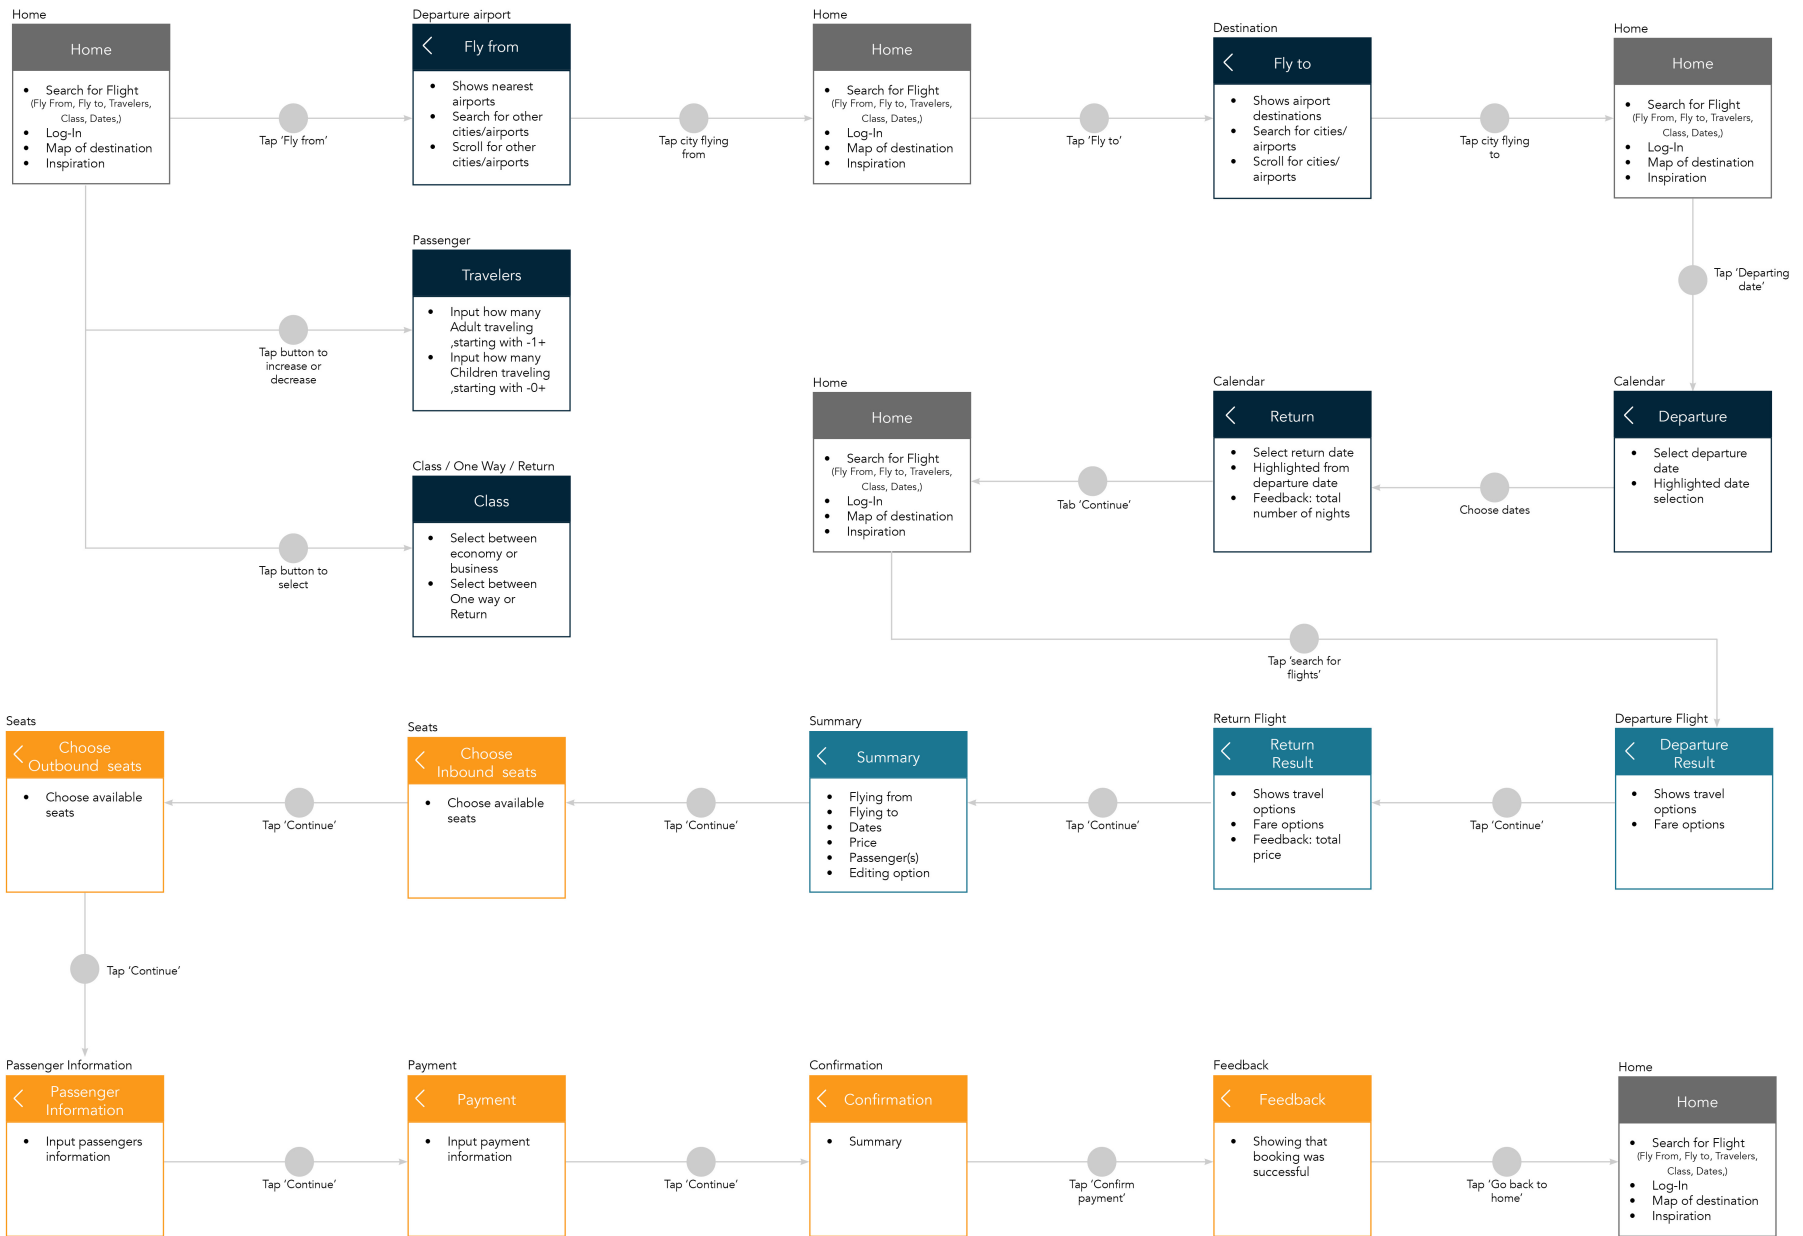 Home
Home
• Search for Flight
(Fly From, Fly to, Travelers,
Class, Dates,)
• Log-In
• Map of destination
• Inspiration
Tap ‘Fly from’
Departure airport
Fly from
• Shows nearest
airports
• Search for other
cities/airports
• Scroll for other
cities/airports
Tap city flying
from
Home
Home
• Search for Flight
(Fly From, Fly to, Travelers,
Class, Dates,)
• Log-In
• Map of destination
• Inspiration
Tap ‘Fly to’
Destination
Fly to
• Shows airport
destinations
• Search for cities/
airports
• Scroll for cities/
airports
Tap city flying
to
Home
Home
• Search for Flight
(Fly From, Fly to, Travelers,
Class, Dates,)
• Log-In
• Map of destination
• Inspiration
Tap button to
increase or
decrease
Passenger
Travelers
• Input how many
Adult traveling
,starting with -1+
• Input how many
Children traveling
,starting with -0+
Tap button to
select
Class / One Way / Return
Class
• Select between
economy or
business
• Select between
One way or
Return
Tap ‘Departing
date’
Calendar
Departure
• Select departure
date
• Highlighted date
selection
Choose dates
Calendar
Return
• Select return date
• Highlighted from
departure date
• Feedback: total
number of nights
Tab ‘Continue’
Home
Home
• Search for Flight
(Fly From, Fly to, Travelers,
Class, Dates,)
• Log-In
• Map of destination
• Inspiration
Tap ‘search for
flights’
Departure Flight
Departure
Result
• Shows travel
options
• Fare options
Tap ‘Continue’
Return Flight
Return
Result
• Shows travel
options
• Fare options
• Feedback: total
price
Tap ‘Continue’
Summary
Summary
• Flying from
• Flying to
• Dates
• Price
• Passenger(s)
• Editing option
Tap ‘Continue’
Seats
Choose
Inbound seats
• Choose available
seats
Tap ‘Continue’
Seats
Choose
Outbound seats
• Choose available
seats
Tap ‘Continue’
Passenger Information
Passenger
Information
• Input passengers
information
Tap ‘Continue’
Payment
Payment
• Input payment
information
Tap ‘Continue’
Confirmation
Confirmation
• Summary
Tap ‘Confirm
payment’
Feedback
Feedback
• Showing that
booking was
successful
Tap ‘Go back to
home’
Home
Home
• Search for Flight
(Fly From, Fly to, Travelers,
Class, Dates,)
• Log-In
• Map of destination
• Inspiration